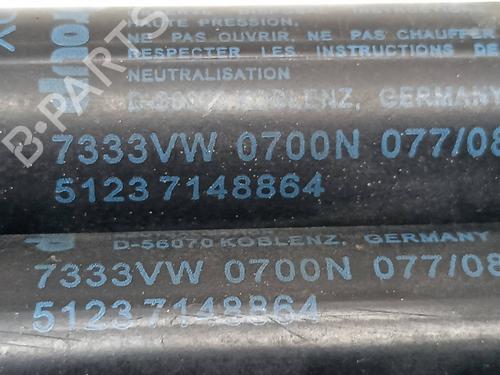 PRESSION,
NE PAS OUVRIR, NE PAS CHAUFFER
RESPECTER LES INSTRUCTIONS DE
NEUTRALISATION
KOBLENZ, GERMANY
7333VW 0700N 077/08
51237148864
D-56070 KOBLENZ, GERMANY
7333VW 0700N 077/08
51237148864
B-PARTS